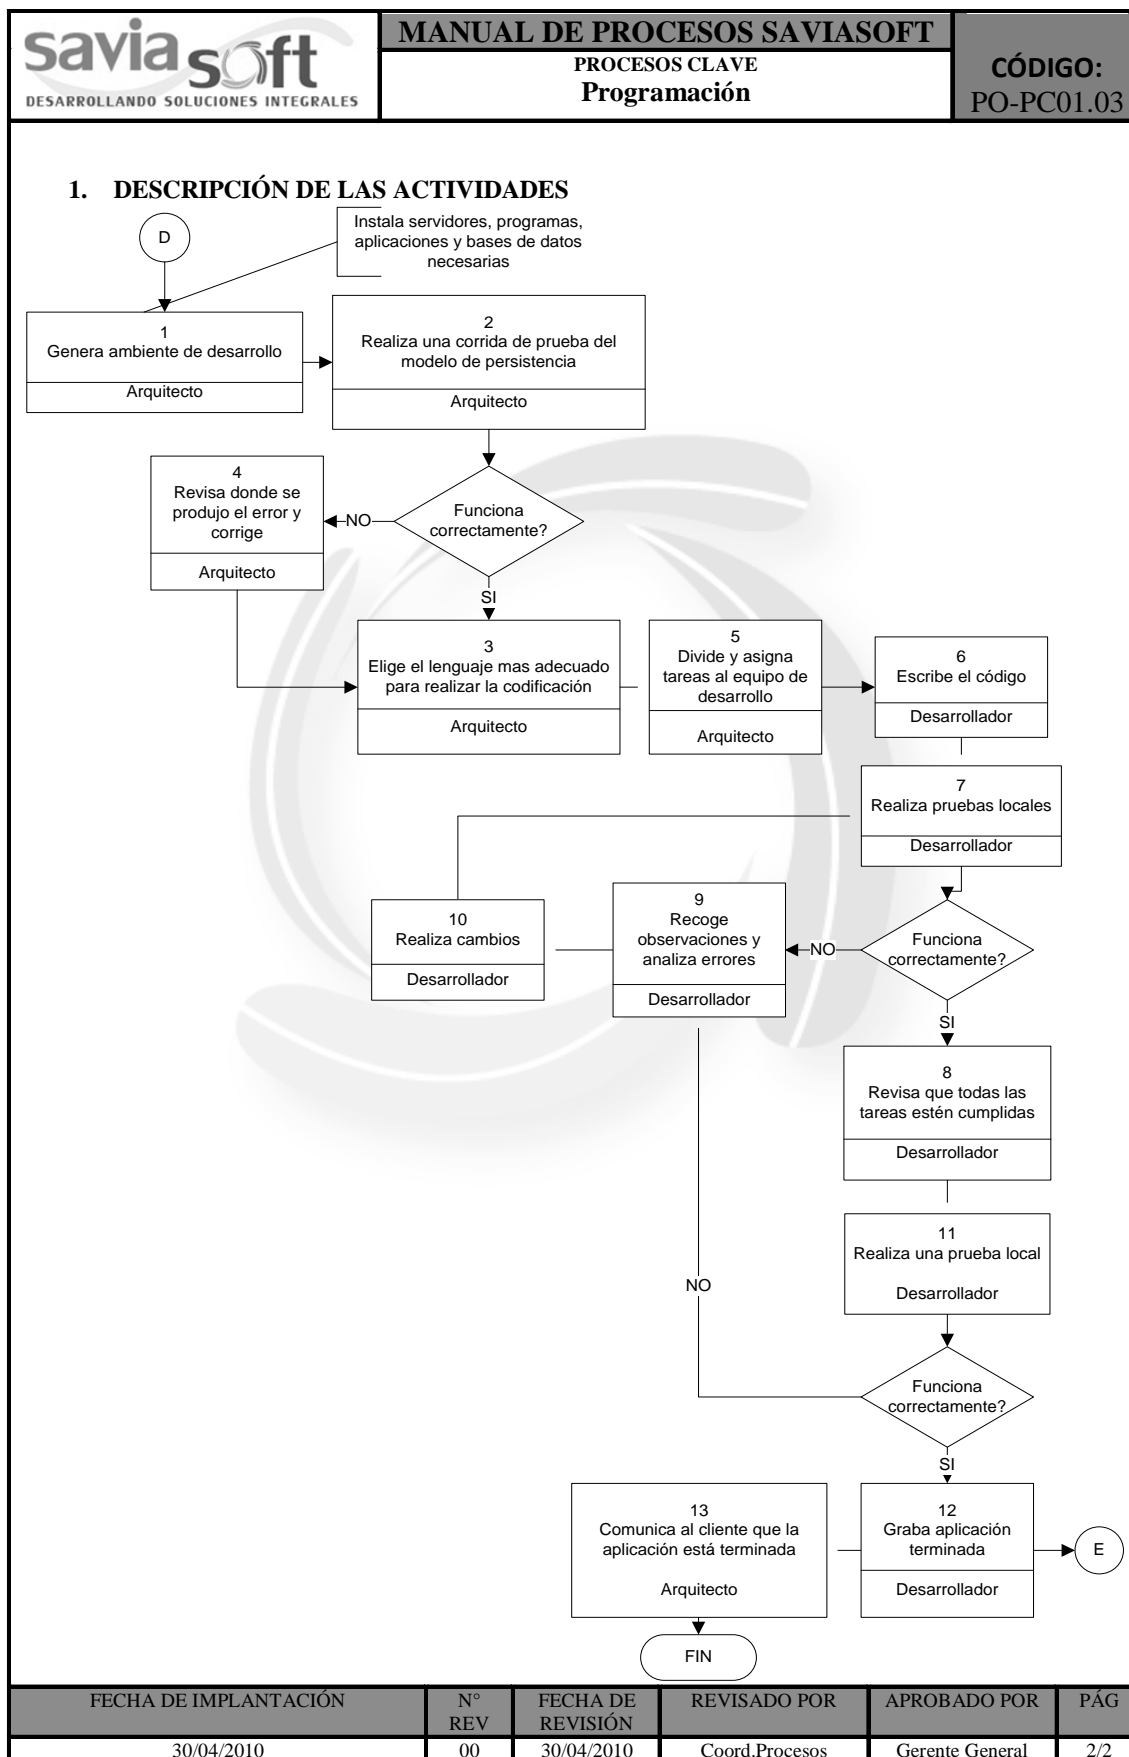 savia soft
DESARROLLANDO SOLUCIONES INTEGRALES
MANUAL DE PROCESOS SAVIASOFT
PROCESOS CLAVE
Programación
CÓDIGO:
PO-PC01.03
1. DESCRIPCIÓN DE LAS ACTIVIDADES
D
Instala servidores, programas,
aplicaciones y bases de datos
necesarias
1
Genera ambiente de desarrollo
Arquitecto
2
Realiza una corrida de prueba del
modelo de persistencia
Arquitecto
4
Revisa donde se
produjo el error y
corrige
Arquitecto
NO
Funciona
correctamente?
SI
3
Elige el lenguaje mas adecuado
para realizar la codificación
Arquitecto
5
Divide y asigna
tareas al equipo de
desarrollo
Arquitecto
6
Escribe el código
Desarrollador
7
Realiza pruebas locales
Desarrollador
10
Realiza cambios
Desarrollador
9
Recoge
observaciones y
analiza errores
Desarrollador
NO
Funciona
correctamente?
SI
8
Revisa que todas las
tareas estén cumplidas
Desarrollador
11
Realiza una prueba local
Desarrollador
NO
Funciona
correctamente?
SI
13
Comunica al cliente que la
aplicación está terminada
Arquitecto
12
Graba aplicación
terminada
Desarrollador
E
FIN
FECHA DE IMPLANTACIÓN
N°
REV
FECHA DE
REVISIÓN
REVISADO POR
APROBADO POR
PÁG
30/04/2010
00
30/04/2010
Coord.Procesos
Gerente General
2/2